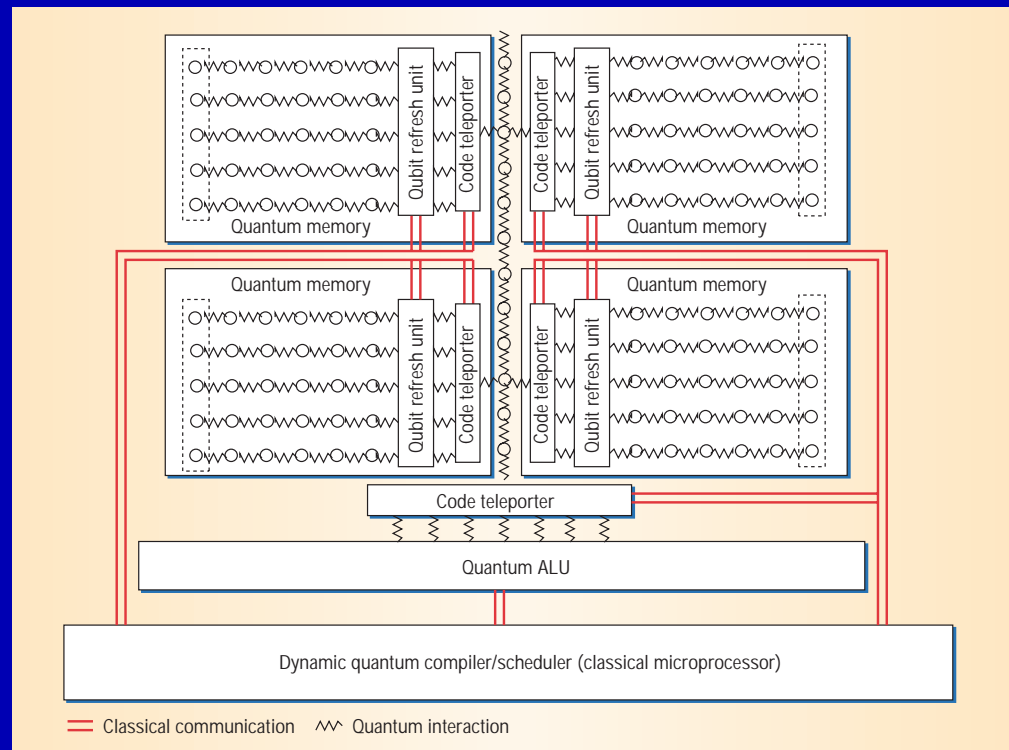 Qubit refresh unit
Code teleporter
Code teleporter
Qubit refresh unit
Quantum memory
Quantum memory
Quantum memory
Quantum memory
Qubit refresh unit
Code teleporter
Code teleporter
Qubit refresh unit
Code teleporter
Quantum ALU
Dynamic quantum compiler/scheduler (classical microprocessor)
Classical communication
Quantum interaction